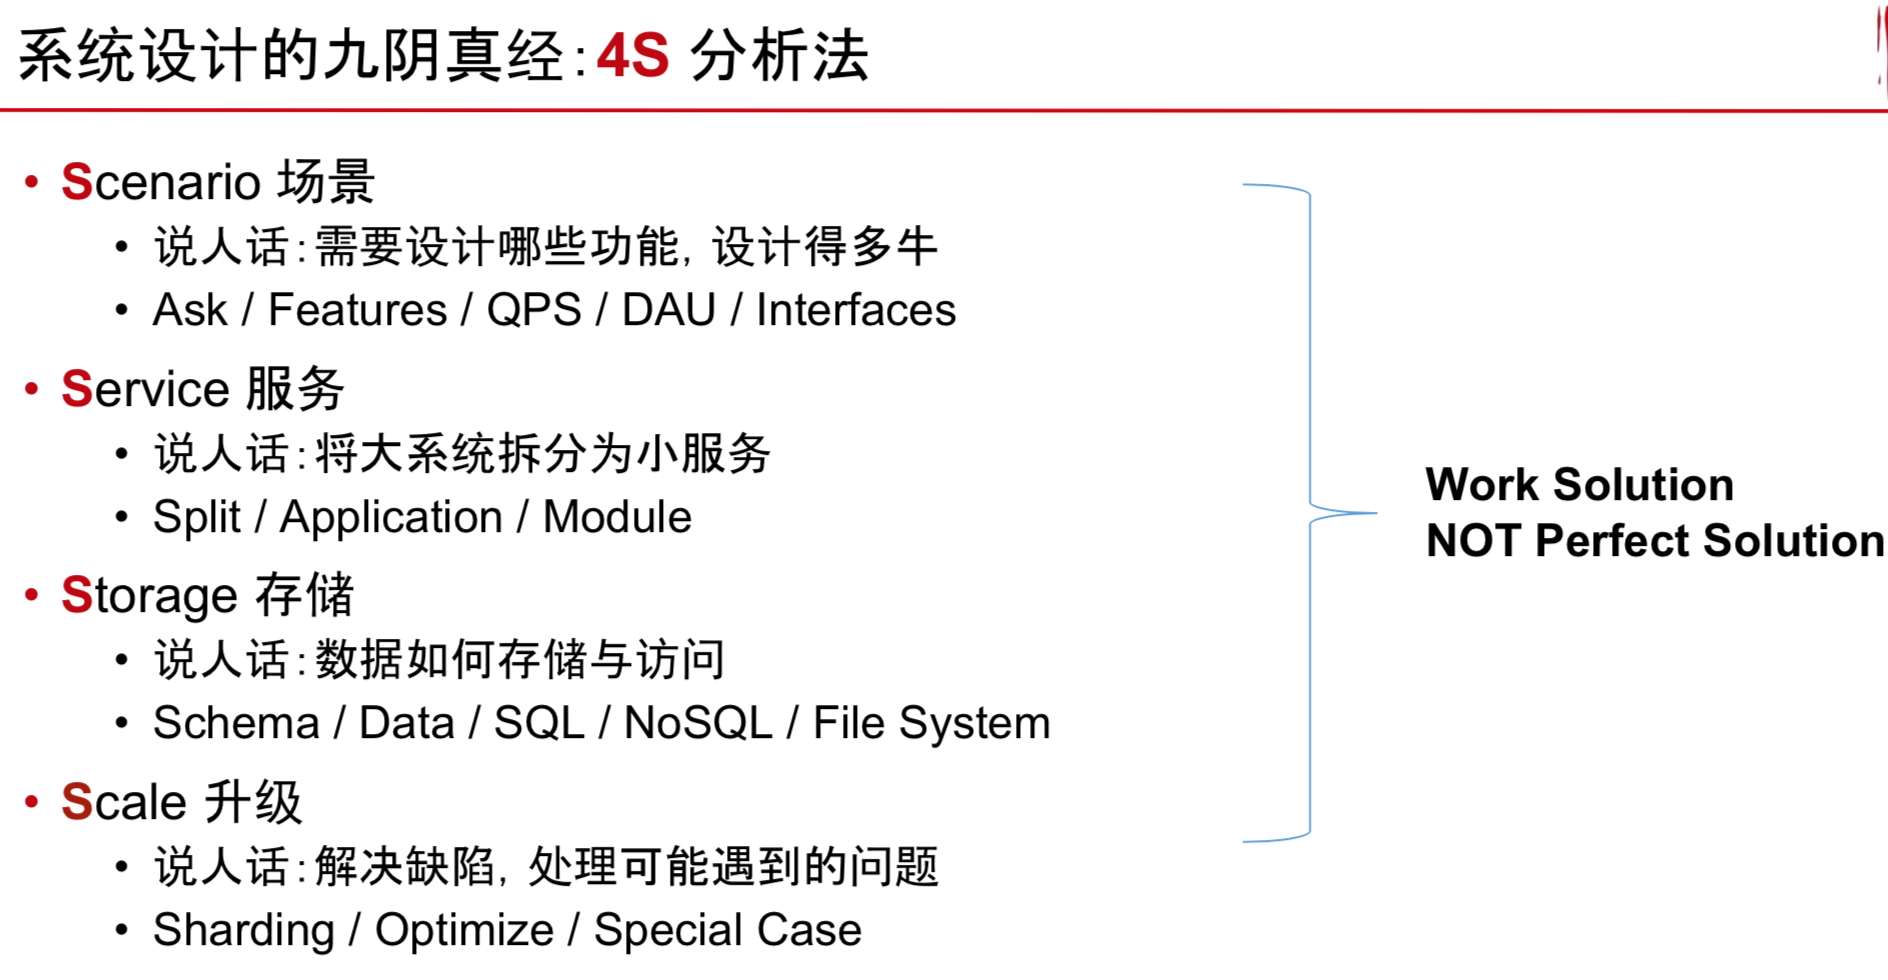 系统设计的九阴真经：4S 分析法
• Scenario 场景
• 说人话：需要设计哪些功能，设计得多牛
• Ask / Features / QPS / DAU / Interfaces
• Service 服务
• 说人话：将大系统拆分为小服务
• Split / Application / Module
• Storage 存储
• 说人话：数据如何存储与访问
• Schema / Data / SQL / NoSQL / File System
• Scale 升级
• 说人话：解决缺陷，处理可能遇到的问题
• Sharding / Optimize / Special Case
Work Solution
NOT Perfect Solution